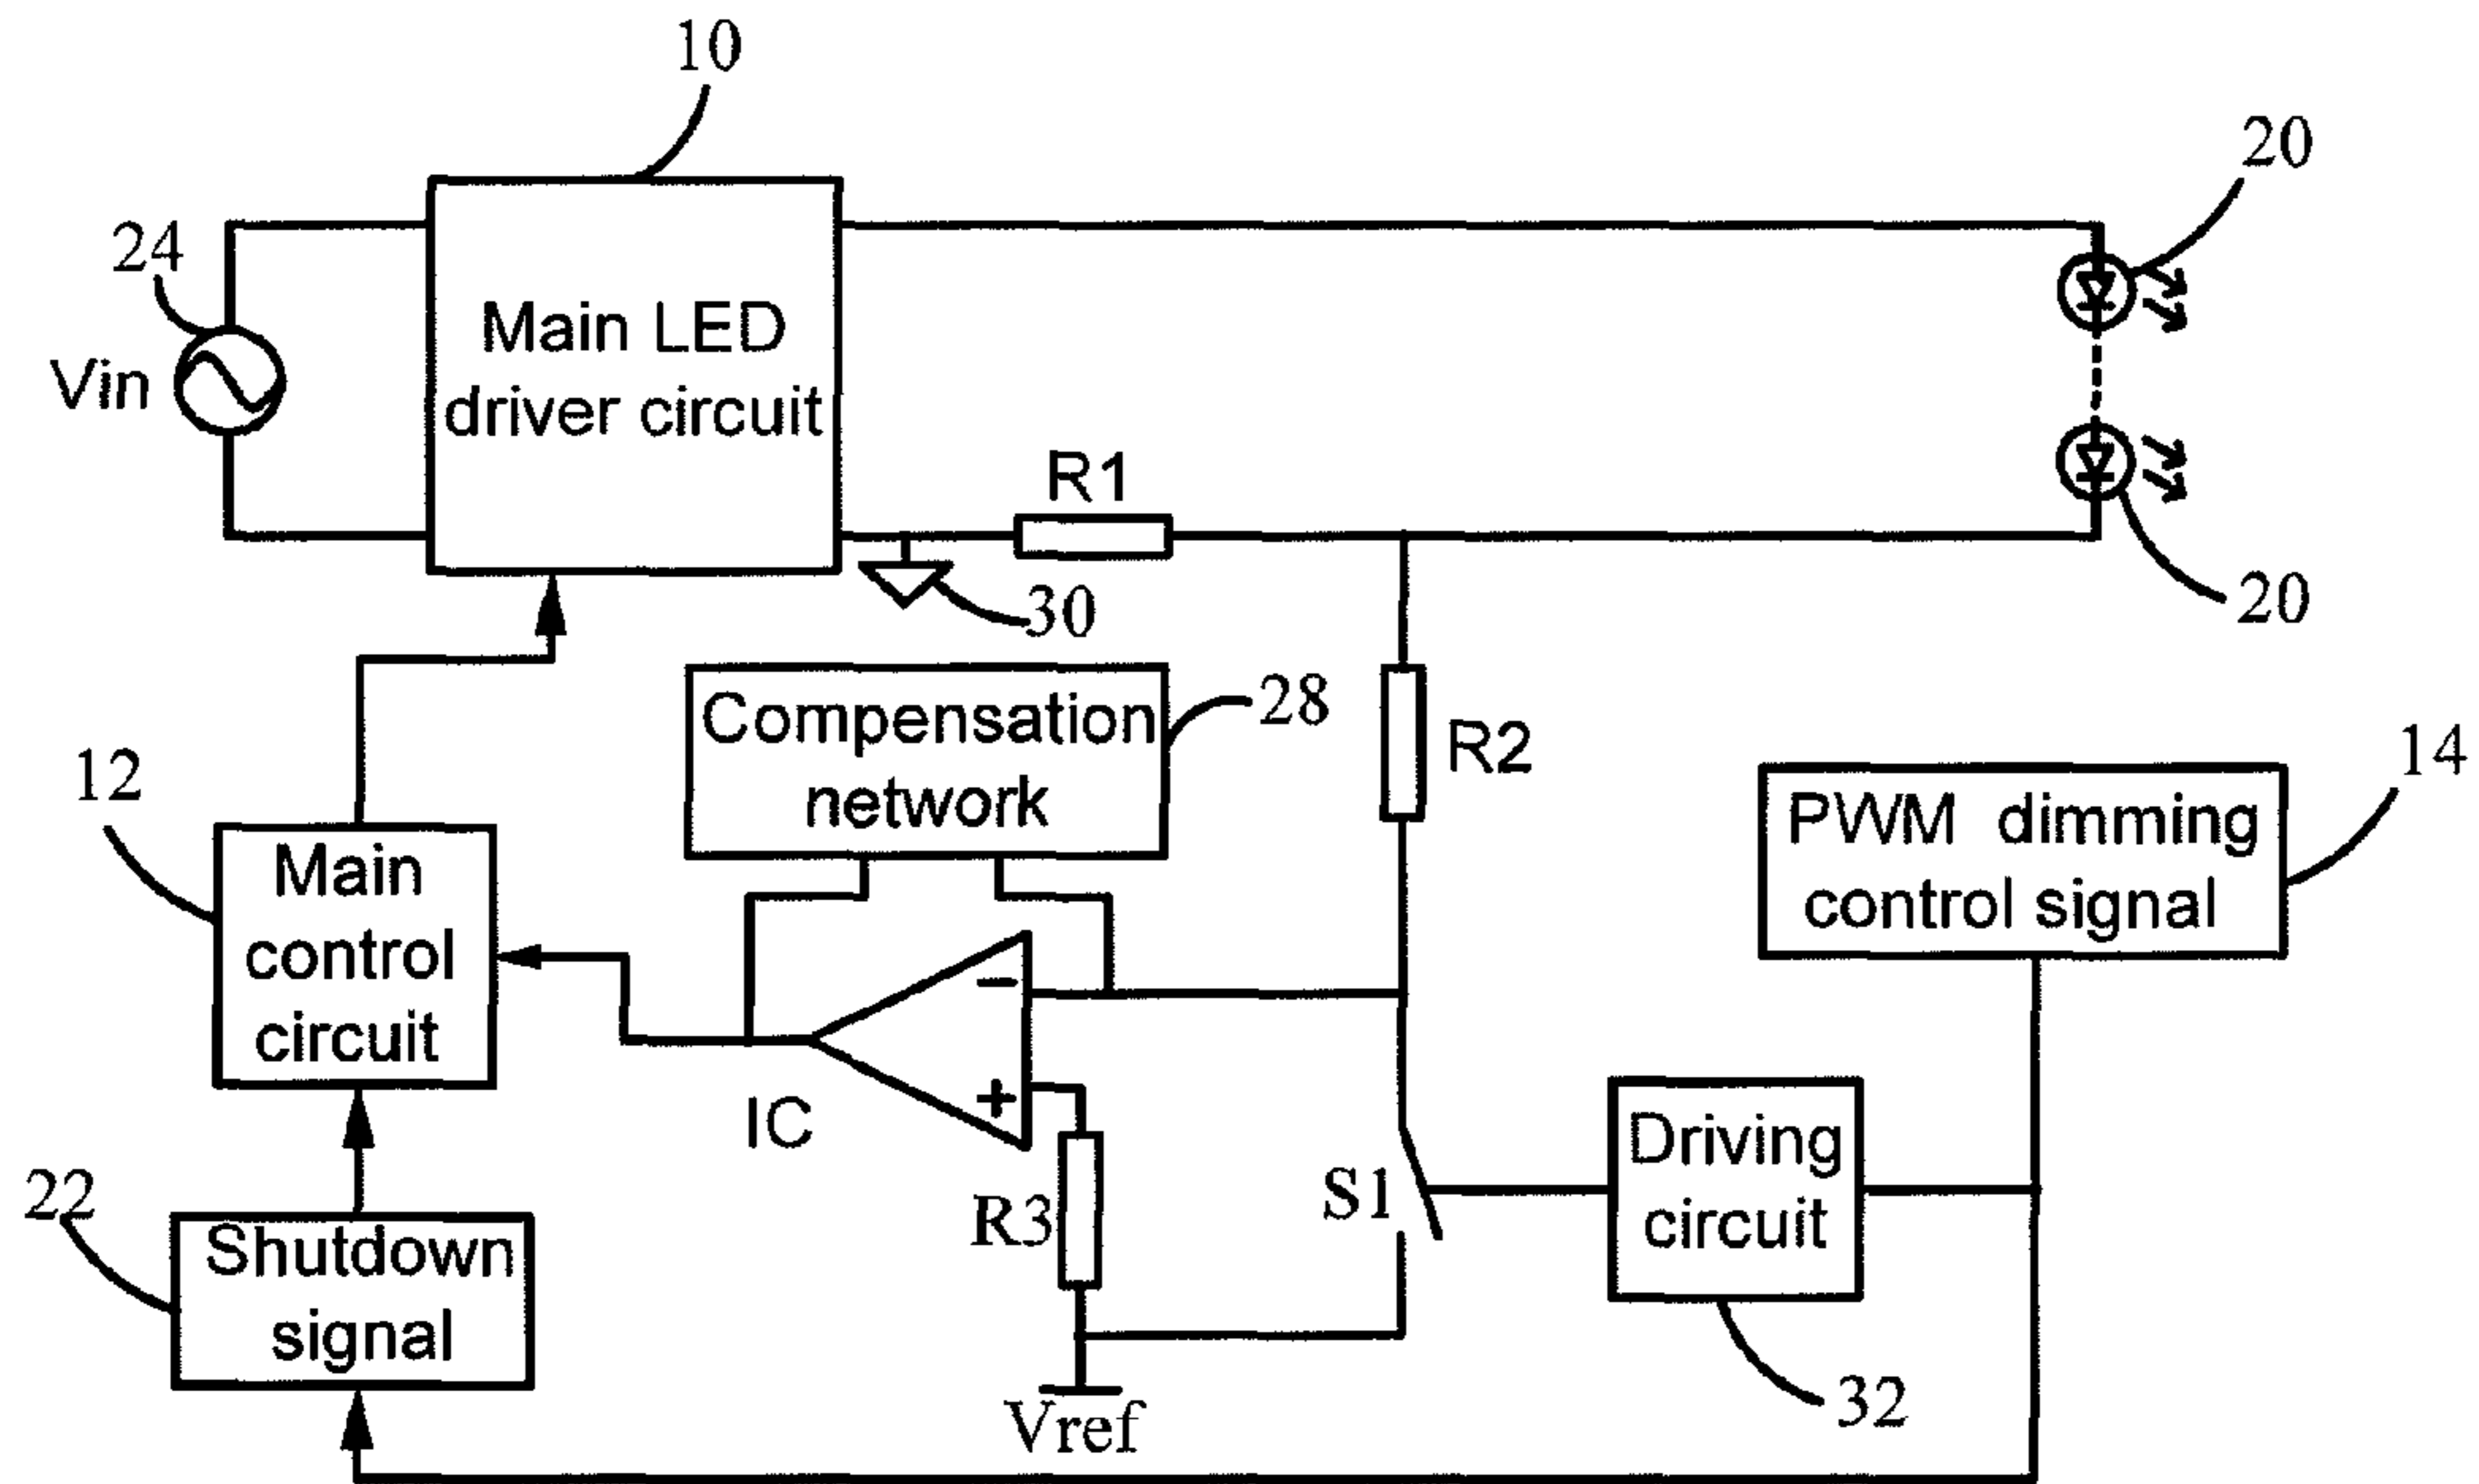 10
20
24
Vin
Main LED
driver circuit
R1
30
20
Compensation
network
28
R2
12
Main
control
circuit
PWM dimming
control signal
14
−
+
IC
R3
S1
Driving
circuit
22
Shutdown
signal
Vref
32